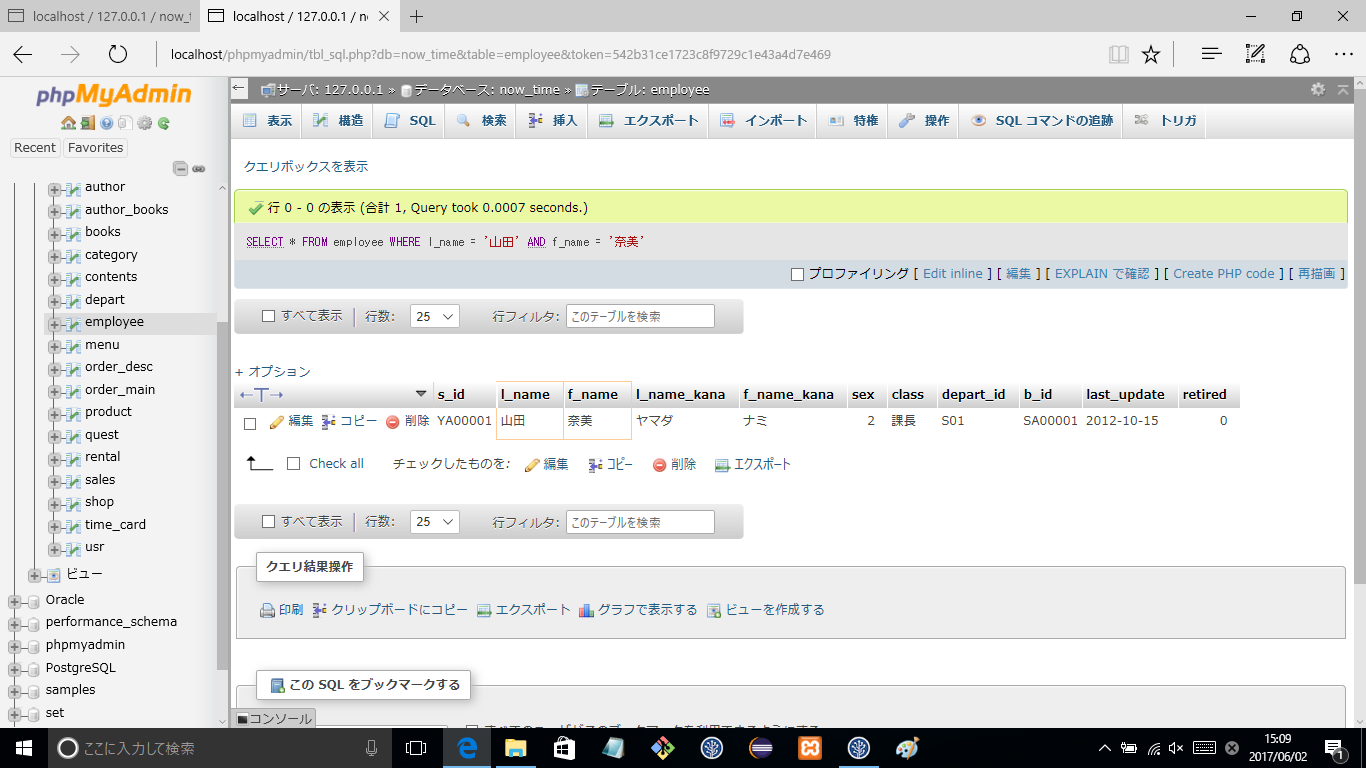 localhost / 127.0.0.1 / now_t
localhost / 127.0.0.1 / no
localhost/phpmyadmin/tbl_sql.php?db=now_time&table=employee&token=542b31ce1723c8f9729c1e43a4d7e469
phpMyAdmin
Recent Favorites
author
author_books
books
category
contents
depart
employee
menu
order_desc
order_main
product
quest
rental
sales
shop
time_card
usr
ビュー
Oracle
performance_schema
phpmyadmin
PostgreSQL
samples
set
サーバ: 127.0.0.1 » データベース: now_time » テーブル: employee
表示 構造 SQL 検索 挿入 エクスポート インポート 特権 操作 SQL コマンドの追跡 トリガ
クエリボックスを表示
行 0 - 0 の表示 (合計 1, Query took 0.0007 seconds.)
SELECT * FROM employee WHERE l_name = '山田' AND f_name = '奈美'
プロファイリング [ Edit inline ] [ 編集 ] [ EXPLAIN で確認 ] [ Create PHP code ] [ 再描画 ]
すべて表示 行数: 25 行フィルタ: このテーブルを検索
+ オプション
←T→ s_id l_name f_name l_name_kana f_name_kana sex class depart_id b_id last_update retired
編集 コピー 削除 YA00001 山田 奈美 ヤマダ ナミ 2 課長 S01 SA00001 2012-10-15 0
Check all チェックしたものを: 編集 コピー 削除 エクスポート
すべて表示 行数: 25 行フィルタ: このテーブルを検索
クエリ結果操作
印刷 クリップボードにコピー エクスポート グラフで表示する ビューを作成する
この SQL をブックマークする
コンソール
ここに入力して検索
15:09
2017/06/02
1